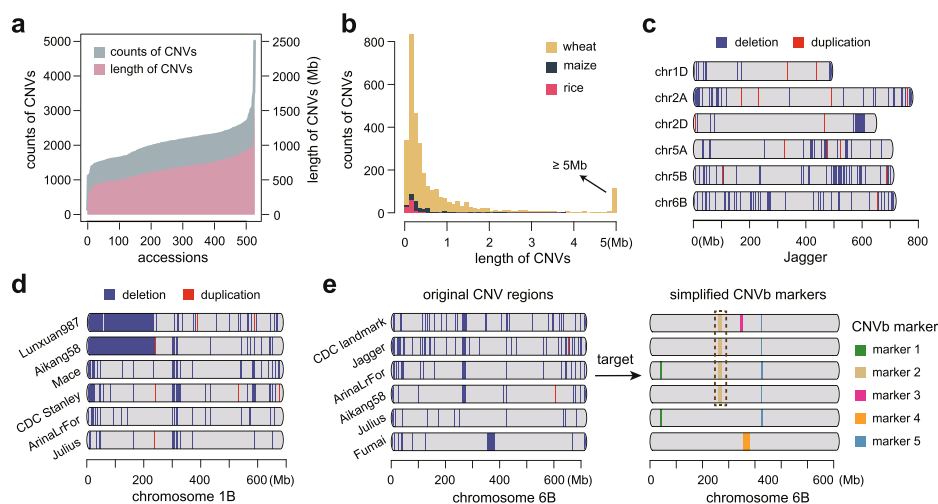 a
5000
4000
3000
2000
1000
0
counts of CNVs
counts of CNVs
length of CNVs
2500
2000
1500
1000
500
0
length of CNVs (Mb)
0 100 200 300 400 500
accessions
b
800
600
400
200
0
counts of CNVs
wheat
maize
rice
≥ 5Mb
0 1 2 3 4 5(Mb)
length of CNVs
c
deletion duplication
chr1D
chr2A
chr2D
chr5A
chr5B
chr6B
0(Mb) 200 400 600 800
Jagger
d
deletion duplication
Lunxuan987
Aikang58
Mace
CDC Stanley
ArinaLrFor
Julius
0 200 400 600 (Mb)
chromosome 1B
e
original CNV regions
CDC landmark
Jagger
ArinaLrFor
Aikang58
Julius
Fumai
0 200 400 600 (Mb)
chromosome 6B
target
simplified CNVb markers
0 200 400 600 (Mb)
chromosome 6B
CNVb marker
marker 1
marker 2
marker 3
marker 4
marker 5